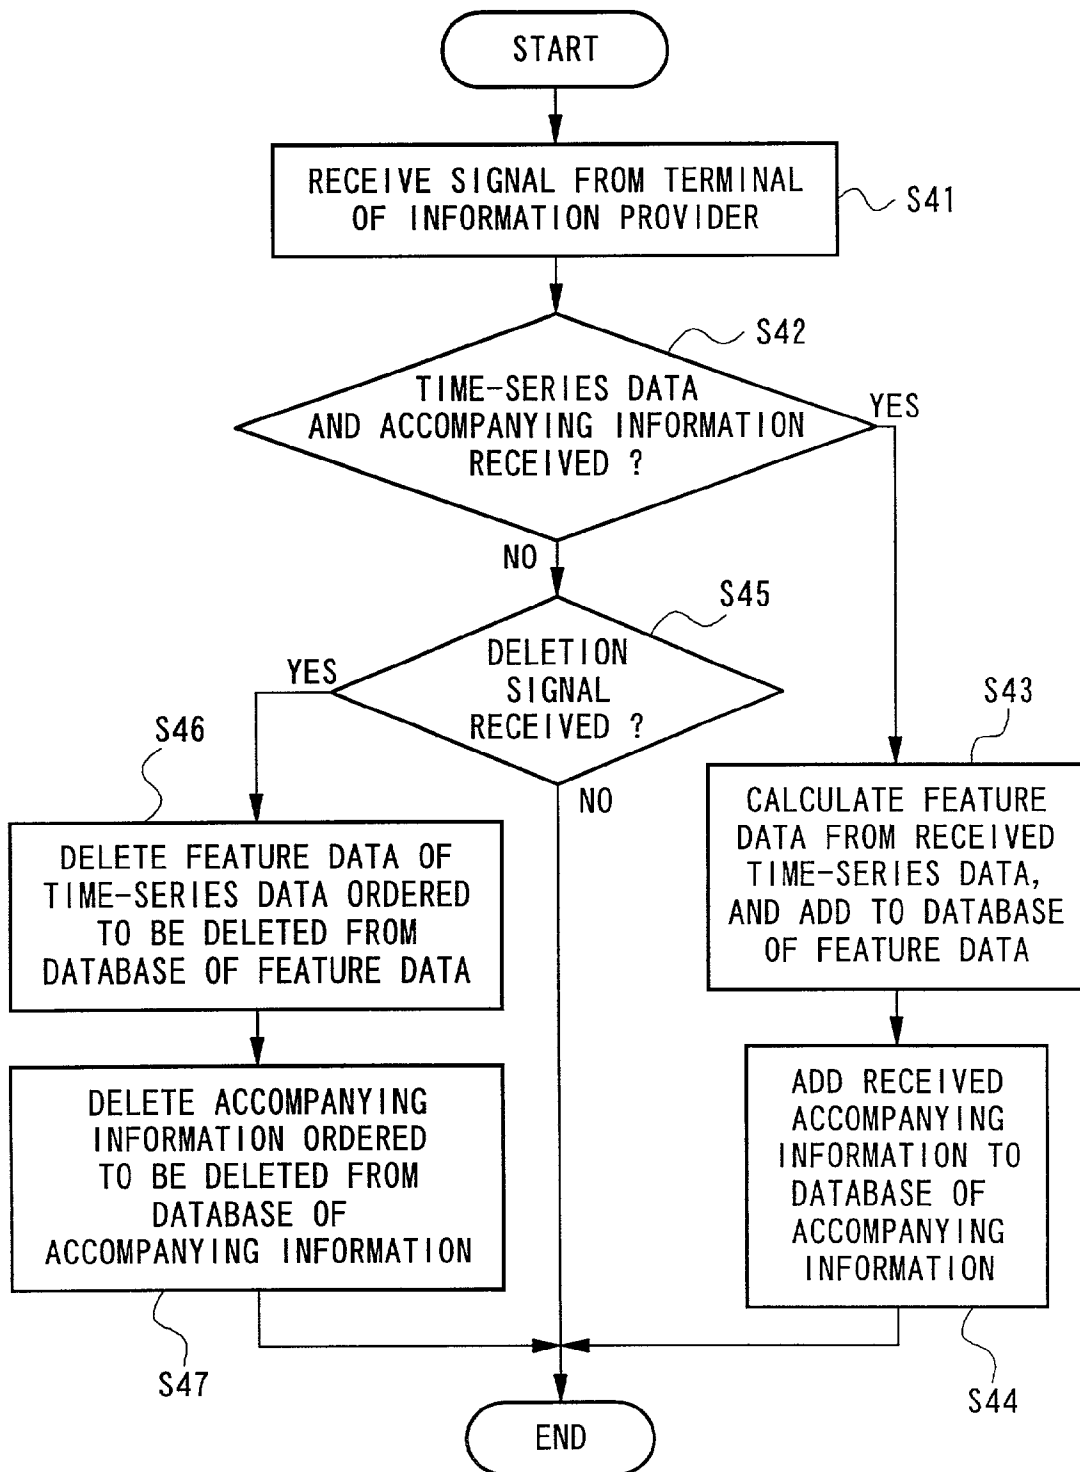 START
RECEIVE SIGNAL FROM TERMINAL
OF INFORMATION PROVIDER
S41
S42
TIME-SERIES DATA
AND ACCOMPANYING INFORMATION
RECEIVED ?
YES
NO
S45
DELETION
SIGNAL
RECEIVED ?
YES
NO
S46
DELETE FEATURE DATA OF
TIME-SERIES DATA ORDERED
TO BE DELETED FROM
DATABASE OF FEATURE DATA
S43
CALCULATE FEATURE
DATA FROM RECEIVED
TIME-SERIES DATA,
AND ADD TO DATABASE
OF FEATURE DATA
DELETE ACCOMPANYING
INFORMATION ORDERED
TO BE DELETED FROM
DATABASE OF
ACCOMPANYING INFORMATION
S47
ADD RECEIVED
ACCOMPANYING
INFORMATION TO
DATABASE OF
ACCOMPANYING
INFORMATION
S44
END